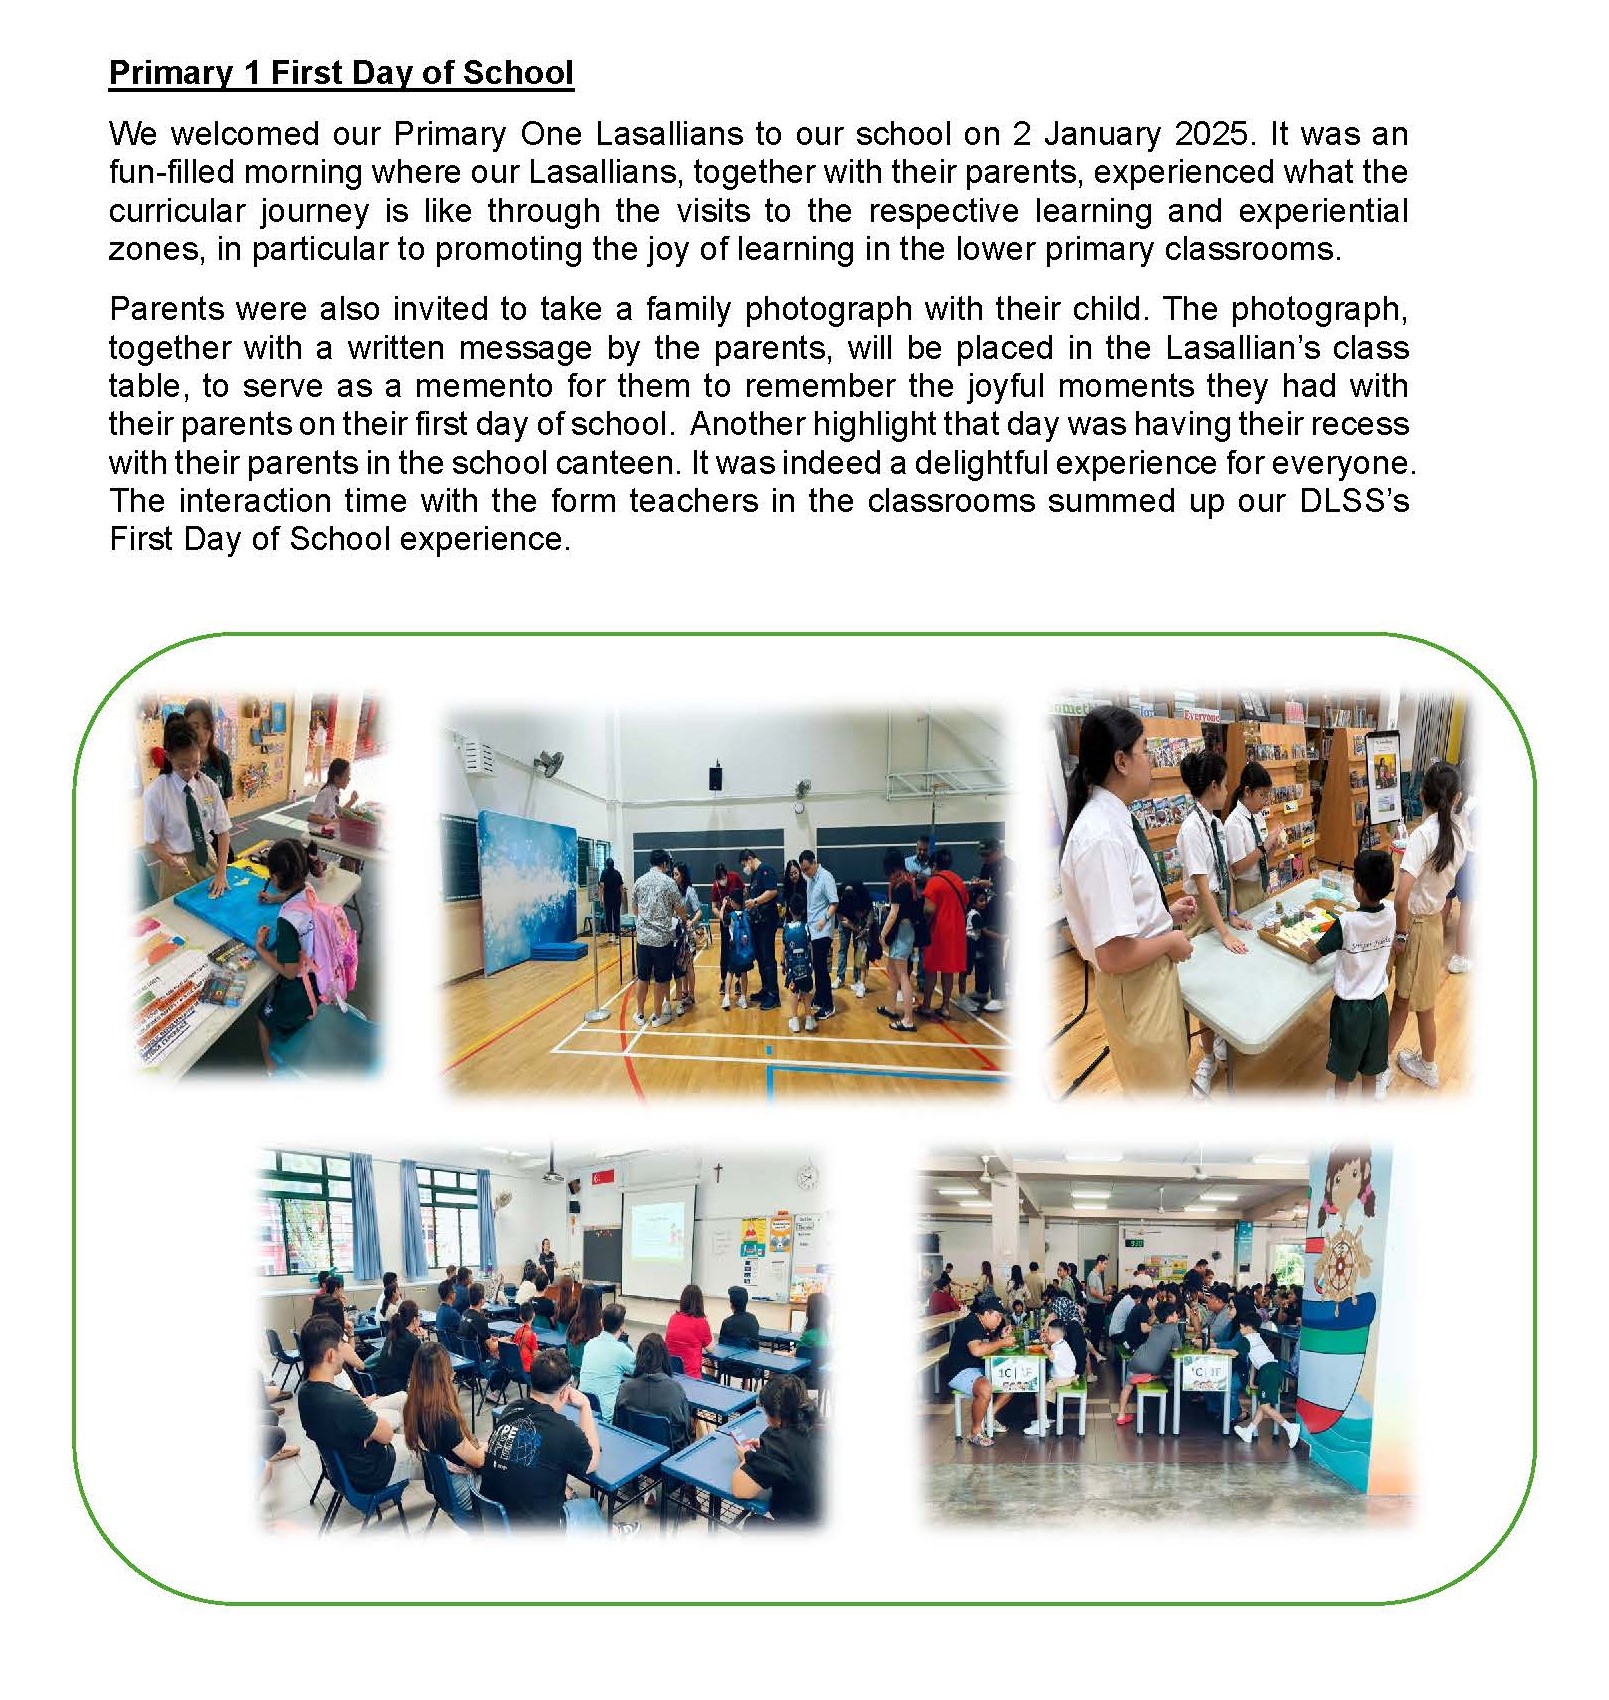 Primary 1 First Day of School
We welcomed our Primary One Lasallians to our school on 2 January 2025. It was an
fun-filled morning where our Lasallians, together with their parents, experienced what the
curricular journey is like through the visits to the respective learning and experiential
zones, in particular to promoting the joy of learning in the lower primary classrooms.
Parents were also invited to take a family photograph with their child. The photograph,
together with a written message by the parents, will be placed in the Lasallian’s class
table, to serve as a memento for them to remember the joyful moments they had with
their parents on their first day of school. Another highlight that day was having their recess
with their parents in the school canteen. It was indeed a delightful experience for everyone.
The interaction time with the form teachers in the classrooms summed up our DLSS’s
First Day of School experience.
for
Everyone
1C | 1F